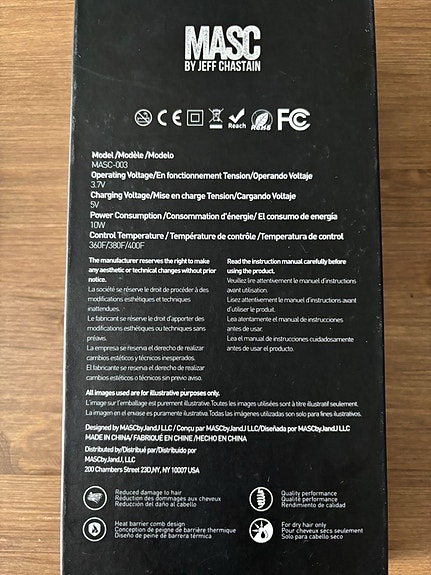 MASC
BY JEFF CHASTAIN
CE
Reach
RoHS
FC
Model /Modèle /Modelo
MASC-003
Operating Voltage/En fonctionnement Tension/Operando Voltaje
3.7V
Charging Voltage/Mise en charge Tension/Cargando Voltaje
5V
Power Consumption /Consommation d'énergie/ El consumo de energía
10W
Control Temperature / Température de contrôle /Temperatura de control
360F/380F/400F
The manufacturer reserves the right to make
any aesthetic or technical changes without prior
notice.
La société se réserve le droit de procéder à des
modifications esthétiques et techniques
inattendues.
Le fabricant se réserve le droit d'apporter des
modifications esthétiques ou techniques sans
préavis.
La empresa se reserva el derecho de realizar
cambios estéticos y técnicos inesperados.
El fabricante se reserva el derecho de realizar
cambios estéticos o técnicos sin previo aviso.
Read the instruction manual carefully before
using the product.
Veuillez lire attentivement le manuel d'instructions
avant utilisation.
Lisez attentivement le manuel d'instructions avant
d'utiliser le produit.
Lea atentamente el manual de instrucciones
antes de usar.
Lea el manual de instrucciones cuidadosamente
antes de usar el producto.
All images used are for illustrative purposes only.
L'image sur l'emballage est purement illustrative.Toutes les images utilisées sont à titre illustratif seulement.
La imagen en el envase es puramente ilustrativa.Todas las imágenes utilizadas son solo para fines ilustrativos.
Designed by MASCbyJandJ LLC / Conçu par MASCbyJandJ LLC/Diseñada por MASCbyJandJ LLC
MADE IN CHINA/ FABRIQUÉ EN CHINE /HECHO EN CHINA
Distributed by/Distribué par/Distribuido por
MASCbyJandJ, LLC
200 Chambers Street 23D,NY, NY 10007 USA
Reduced damage to hair
Réduction des dommages aux cheveux
Reducción del daño al cabello
Quality performance
Qualité performance
Rendimiento de calidad
Heat barrier comb design
Conception de peigne de barrière thermique
Diseño de peine de barrera térmica
For dry hair only
Pour cheveux secs seulement
Solo para cabello seco